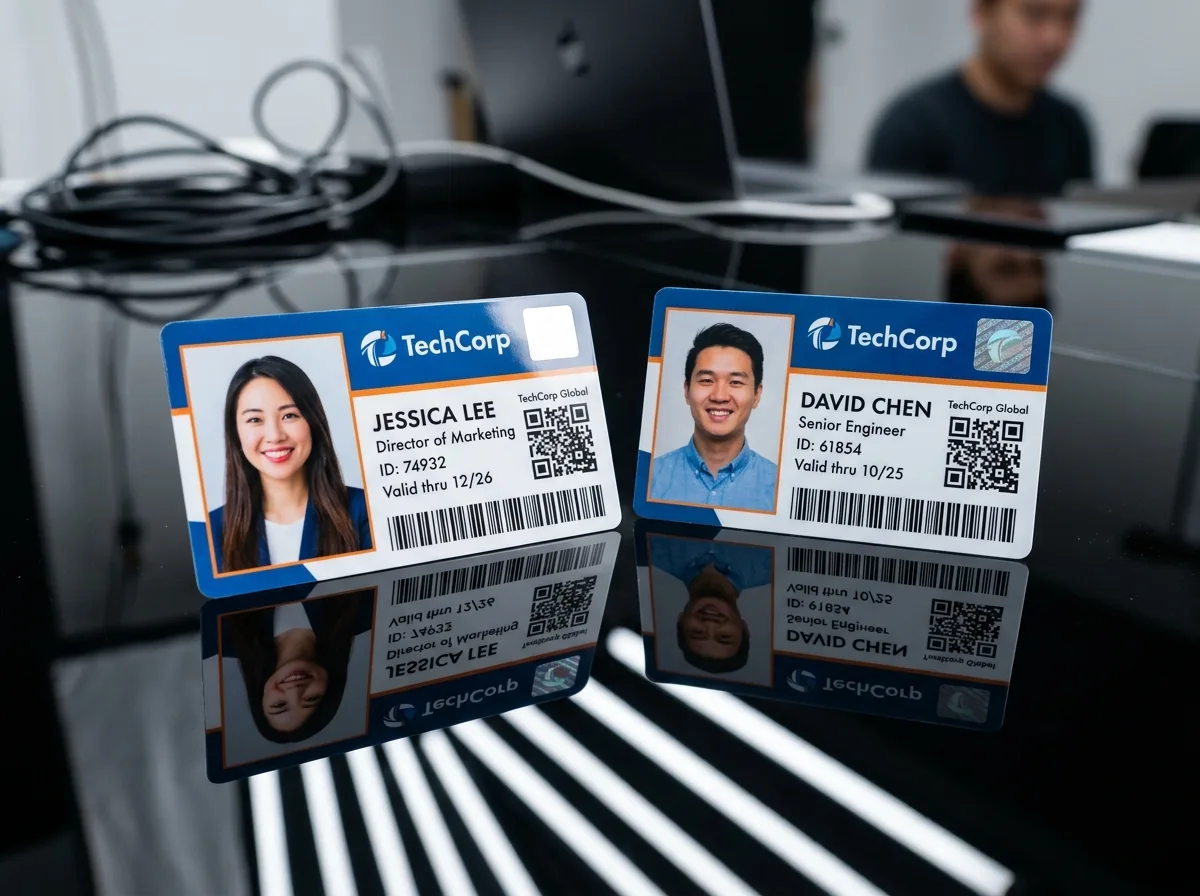 TechCorp
JESSICA LEE
Director of Marketing
ID: 74932
Valid thru 12/26
TechCorp Global
TechCorp
DAVID CHEN
Senior Engineer
ID: 61854
Valid thru 10/25
TechCorp Global